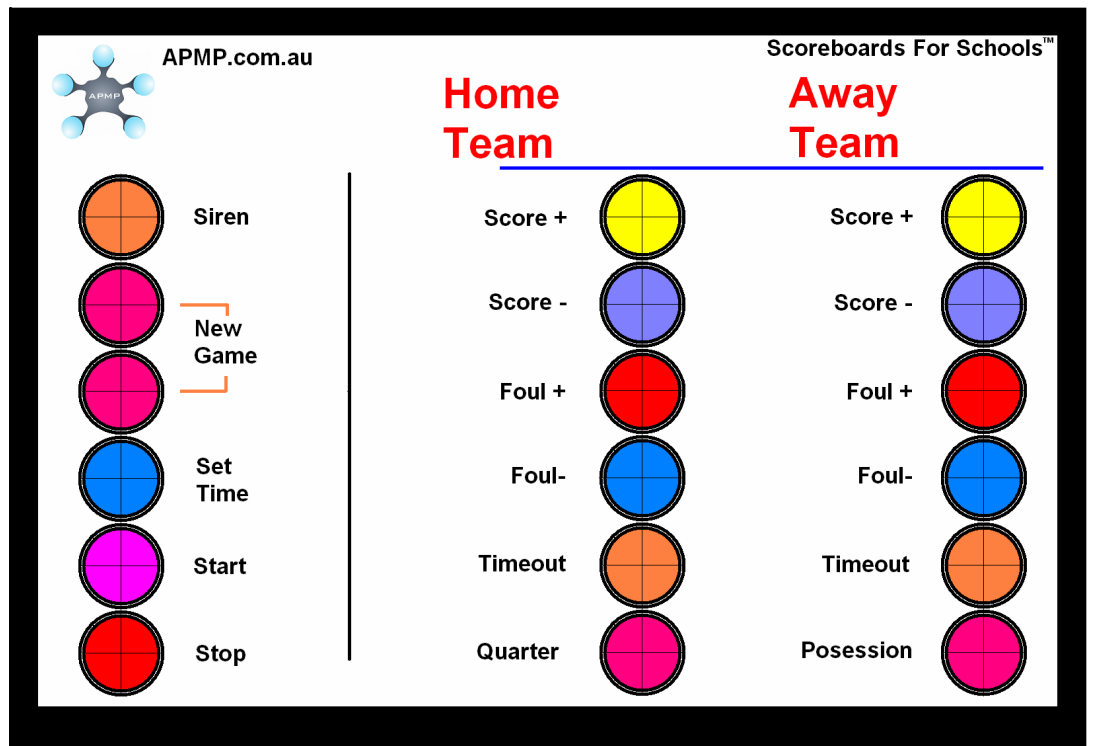 APMP.com.au
Scoreboards For Schools™
APMP
Home
Team
Away
Team
Siren
Score +
Score +
New
Game
Score -
Score -
Foul +
Foul +
Set
Time
Foul-
Foul-
Start
Timeout
Timeout
Stop
Quarter
Posession